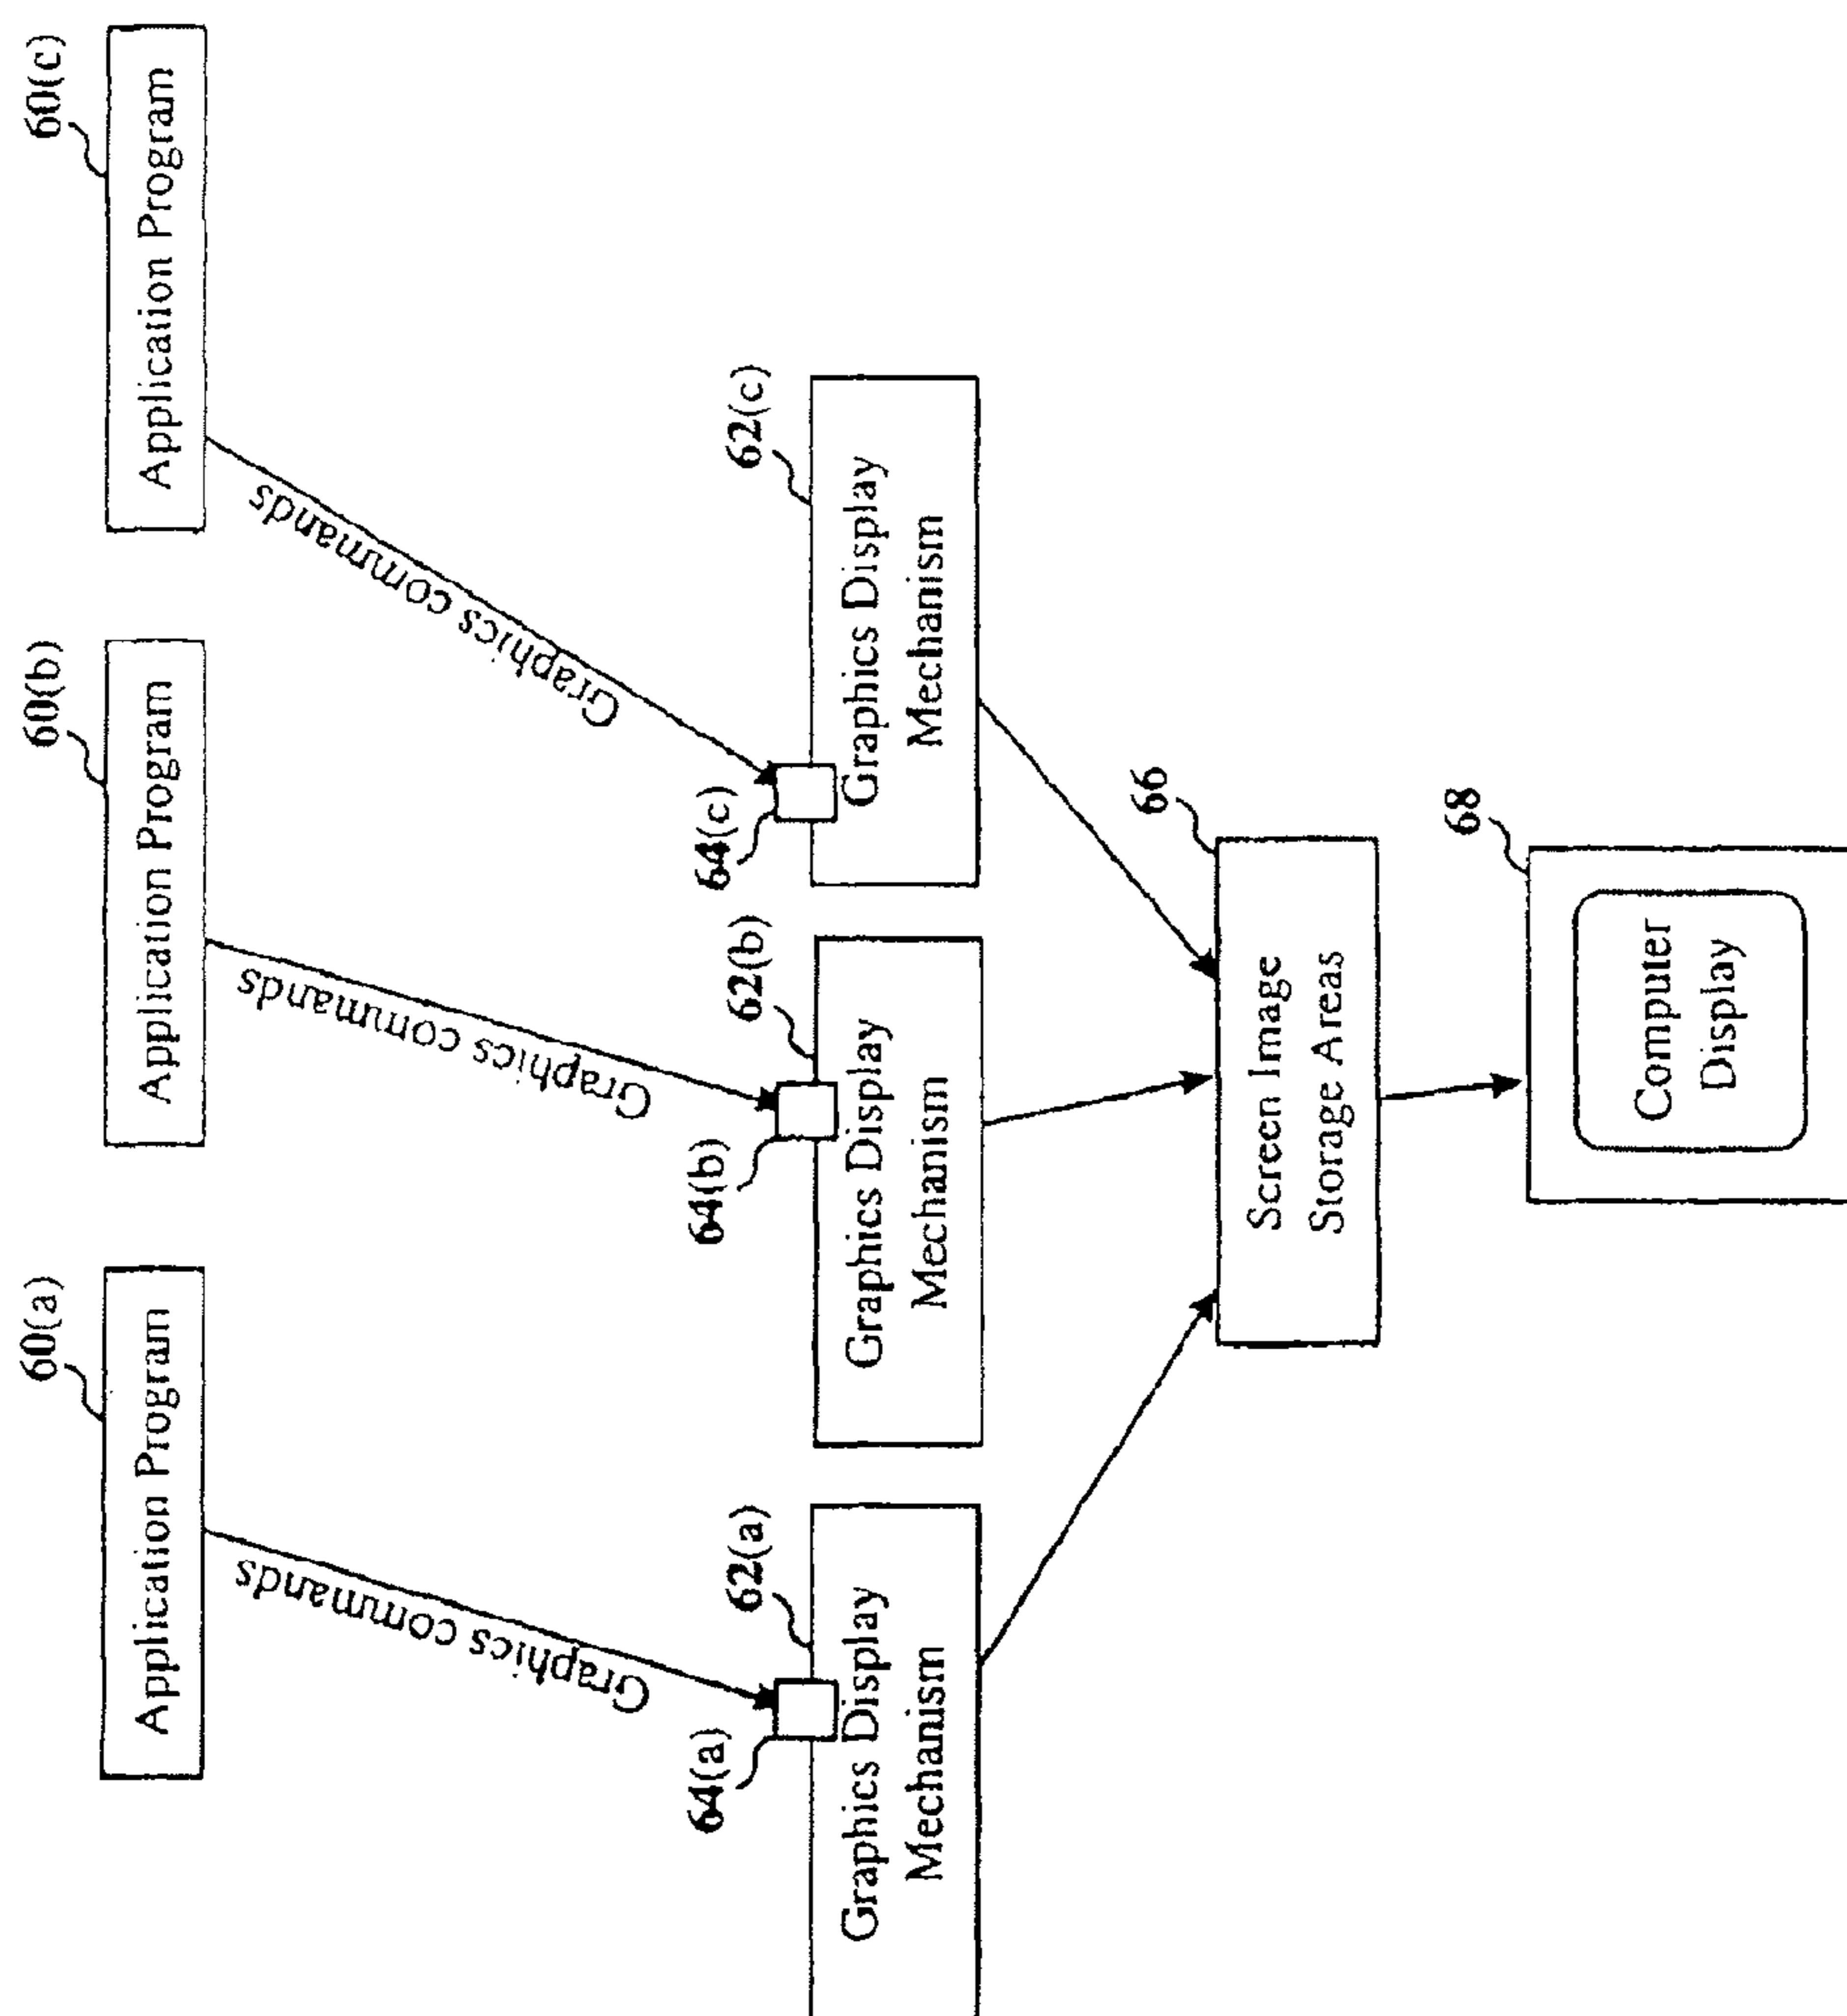 60(a)
60(b)
60(c)
Application Program
Application Program
Application Program
Graphics commands
Graphics commands
Graphics commands
64(a)
62(a)
64(b)
62(b)
64(c)
62(c)
Graphics Display
Mechanism
Graphics Display
Mechanism
Graphics Display
Mechanism
66
Screen Image
Storage Areas
68
Computer
Display